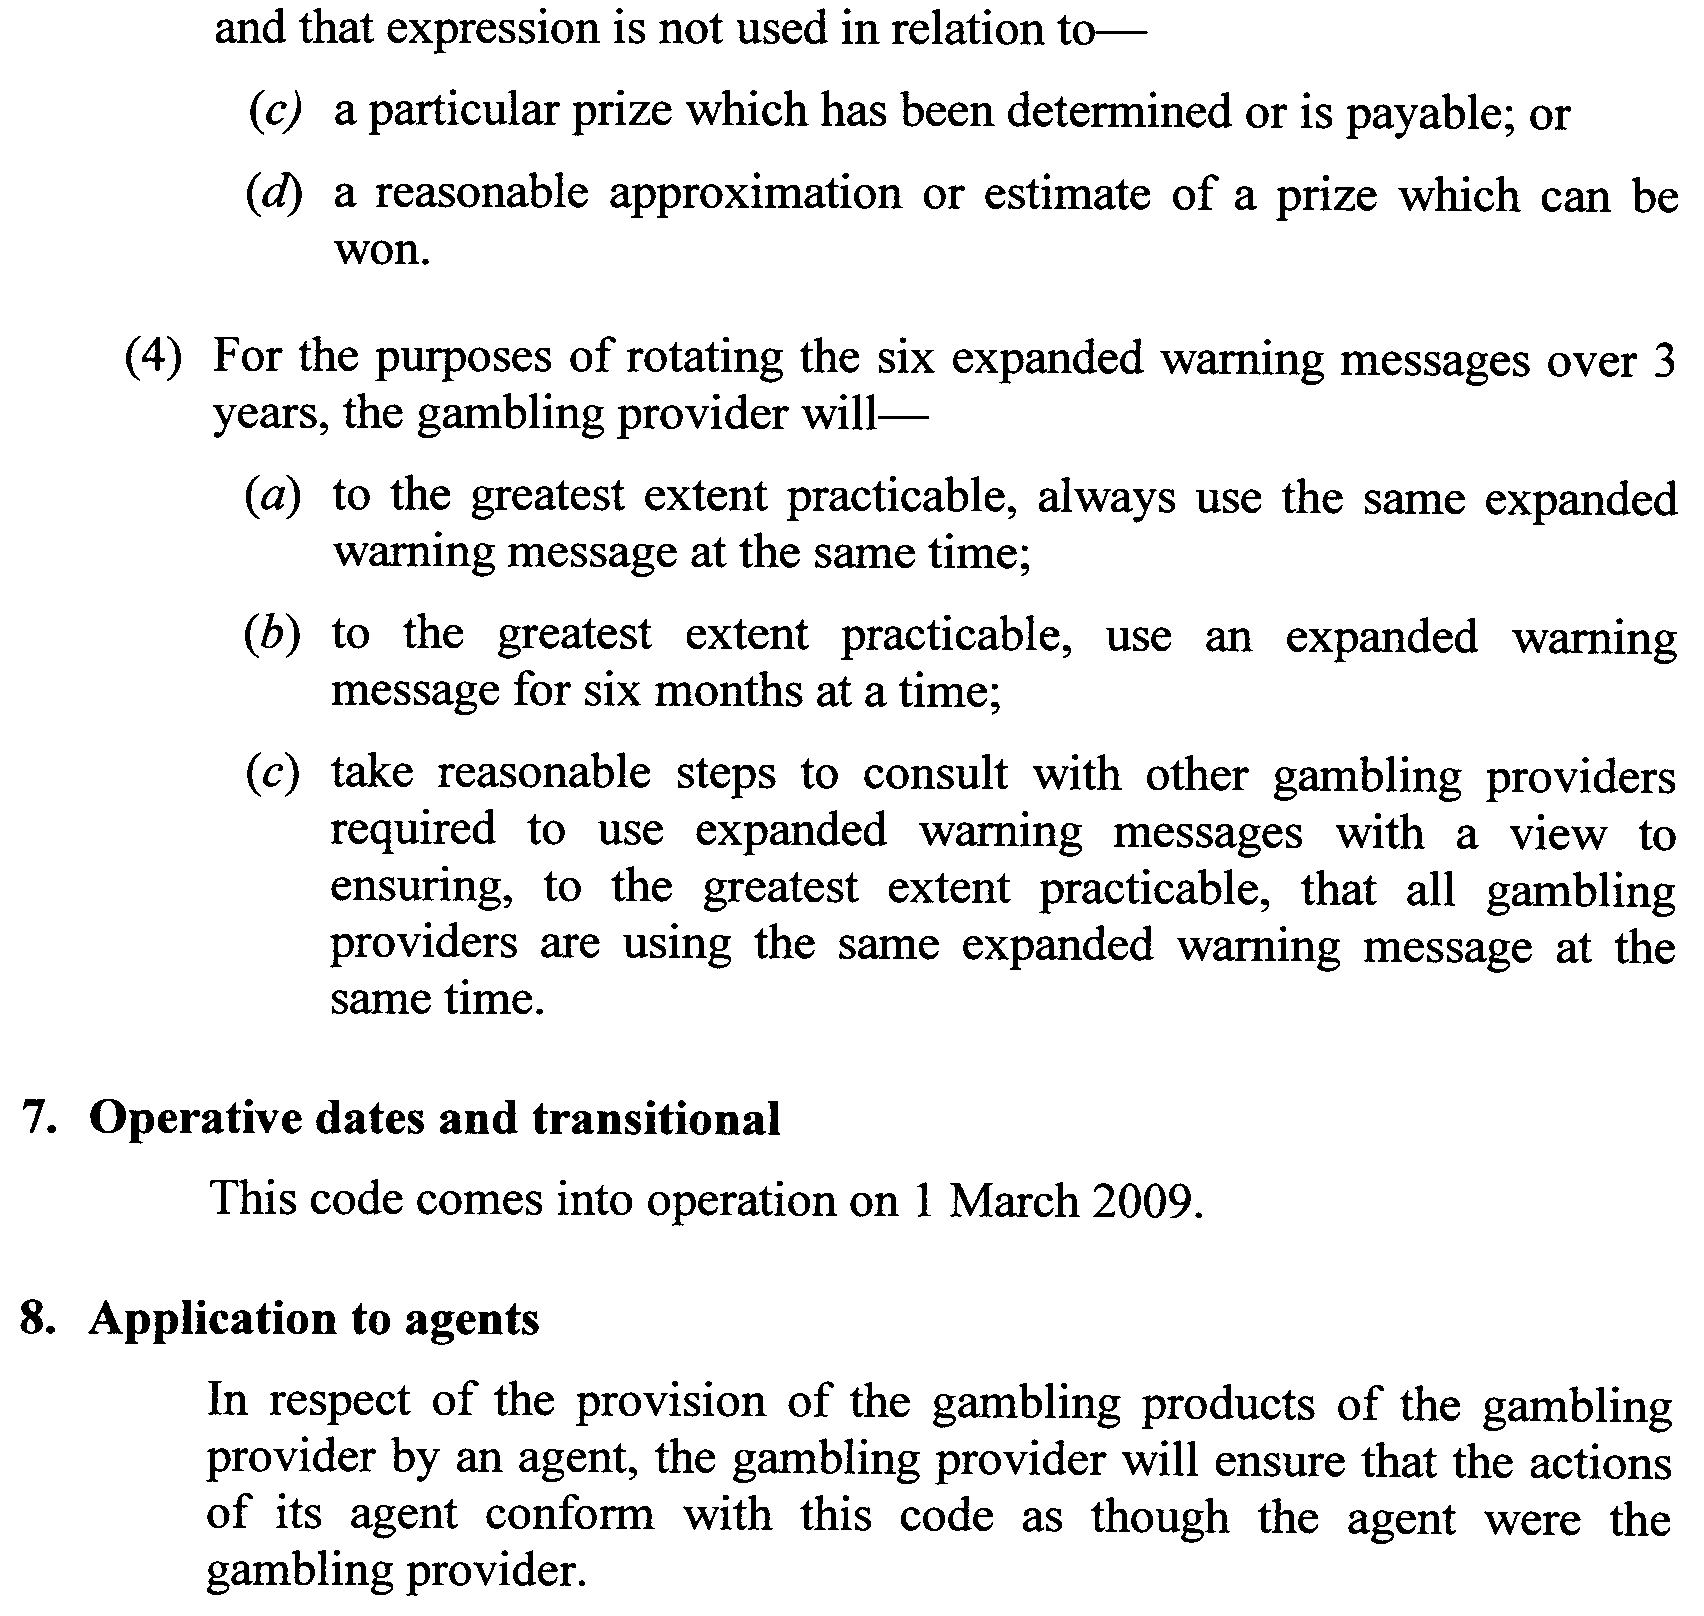 and that expression is not used in relation to—
(c) a particular prize which has been determined or is payable; or
(d) a reasonable approximation or estimate of a prize which can be
won.
(4) For the purposes of rotating the six expanded warning messages over 3
years, the gambling provider will—
(a) to the greatest extent practicable, always use the same expanded
warning message at the same time;
(b) to the greatest extent practicable, use an expanded warning
message for six months at a time;
(c) take reasonable steps to consult with other gambling providers
required to use expanded warning messages with a view to
ensuring, to the greatest extent practicable, that all gambling
providers are using the same expanded warning message at the
same time.
7. Operative dates and transitional
This code comes into operation on 1 March 2009.
8. Application to agents
In respect of the provision of the gambling products of the gambling
provider by an agent, the gambling provider will ensure that the actions
of its agent conform with this code as though the agent were the
gambling provider.